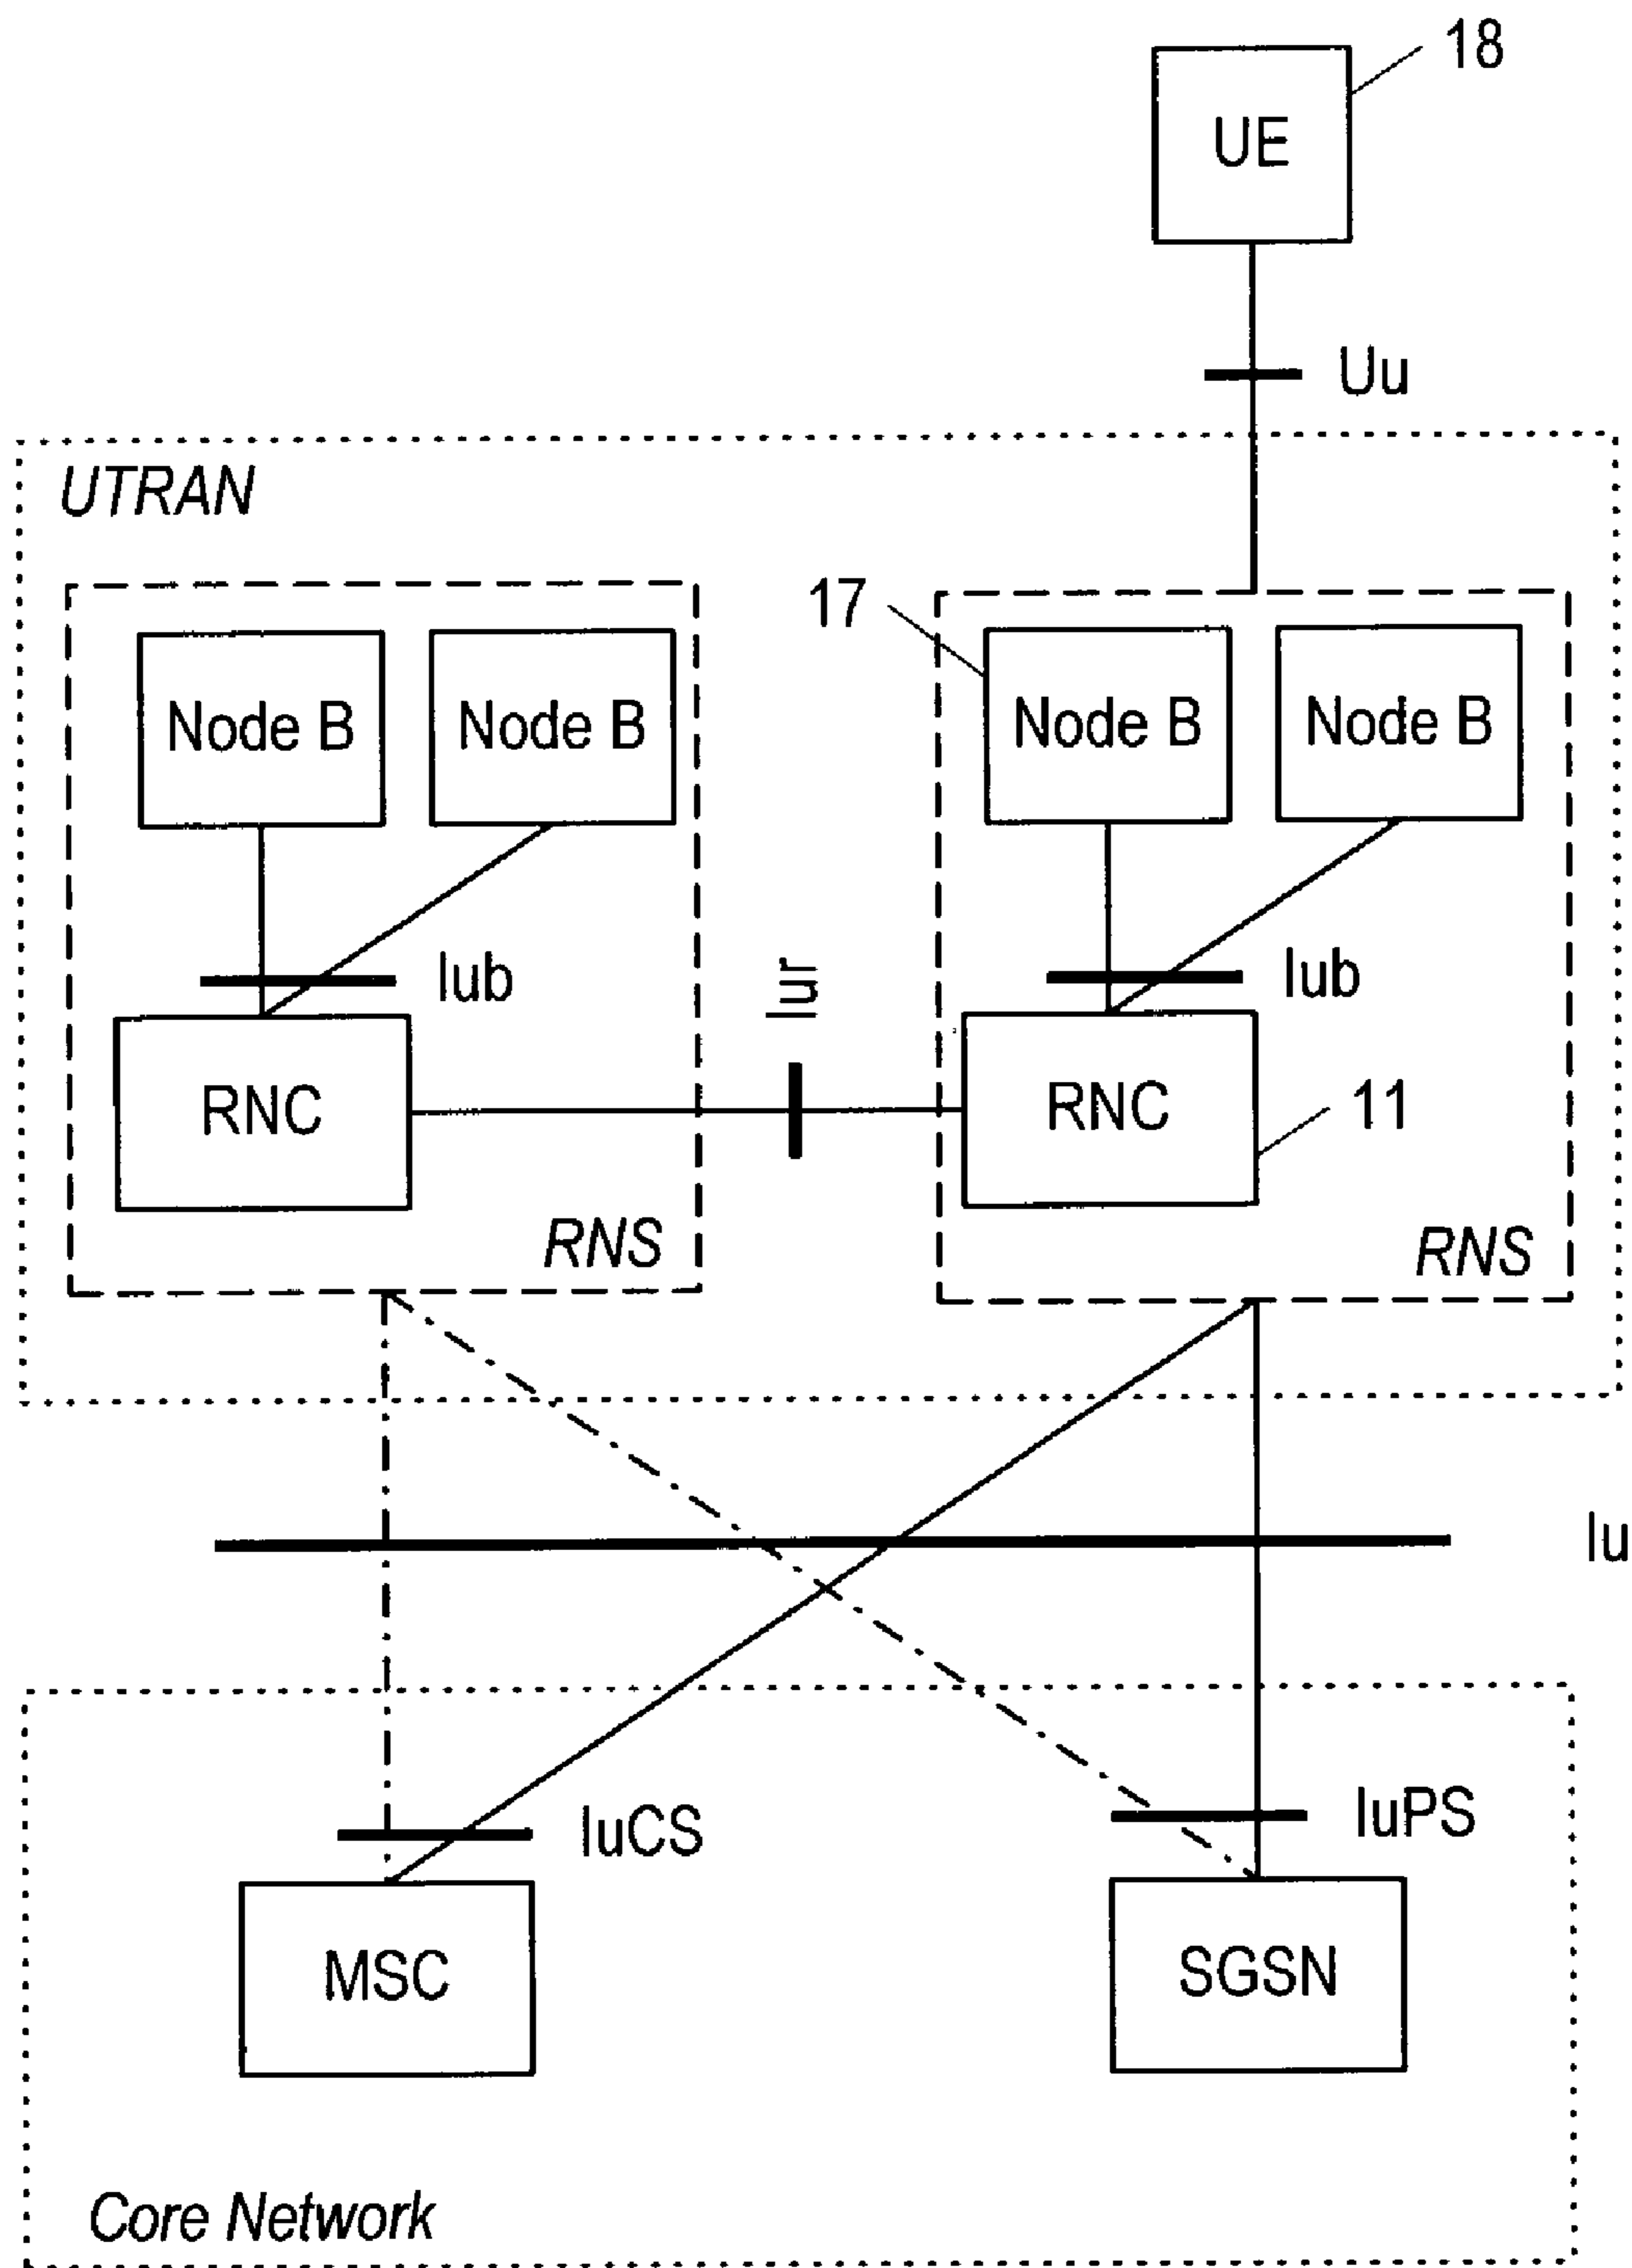 18
UE
Uu
UTRAN
17
Node B
Node B
Node B
Node B
Iub
Iur
Iub
RNC
RNC
11
RNS
RNS
Iu
IuCS
IuPS
MSC
SGSN
Core Network